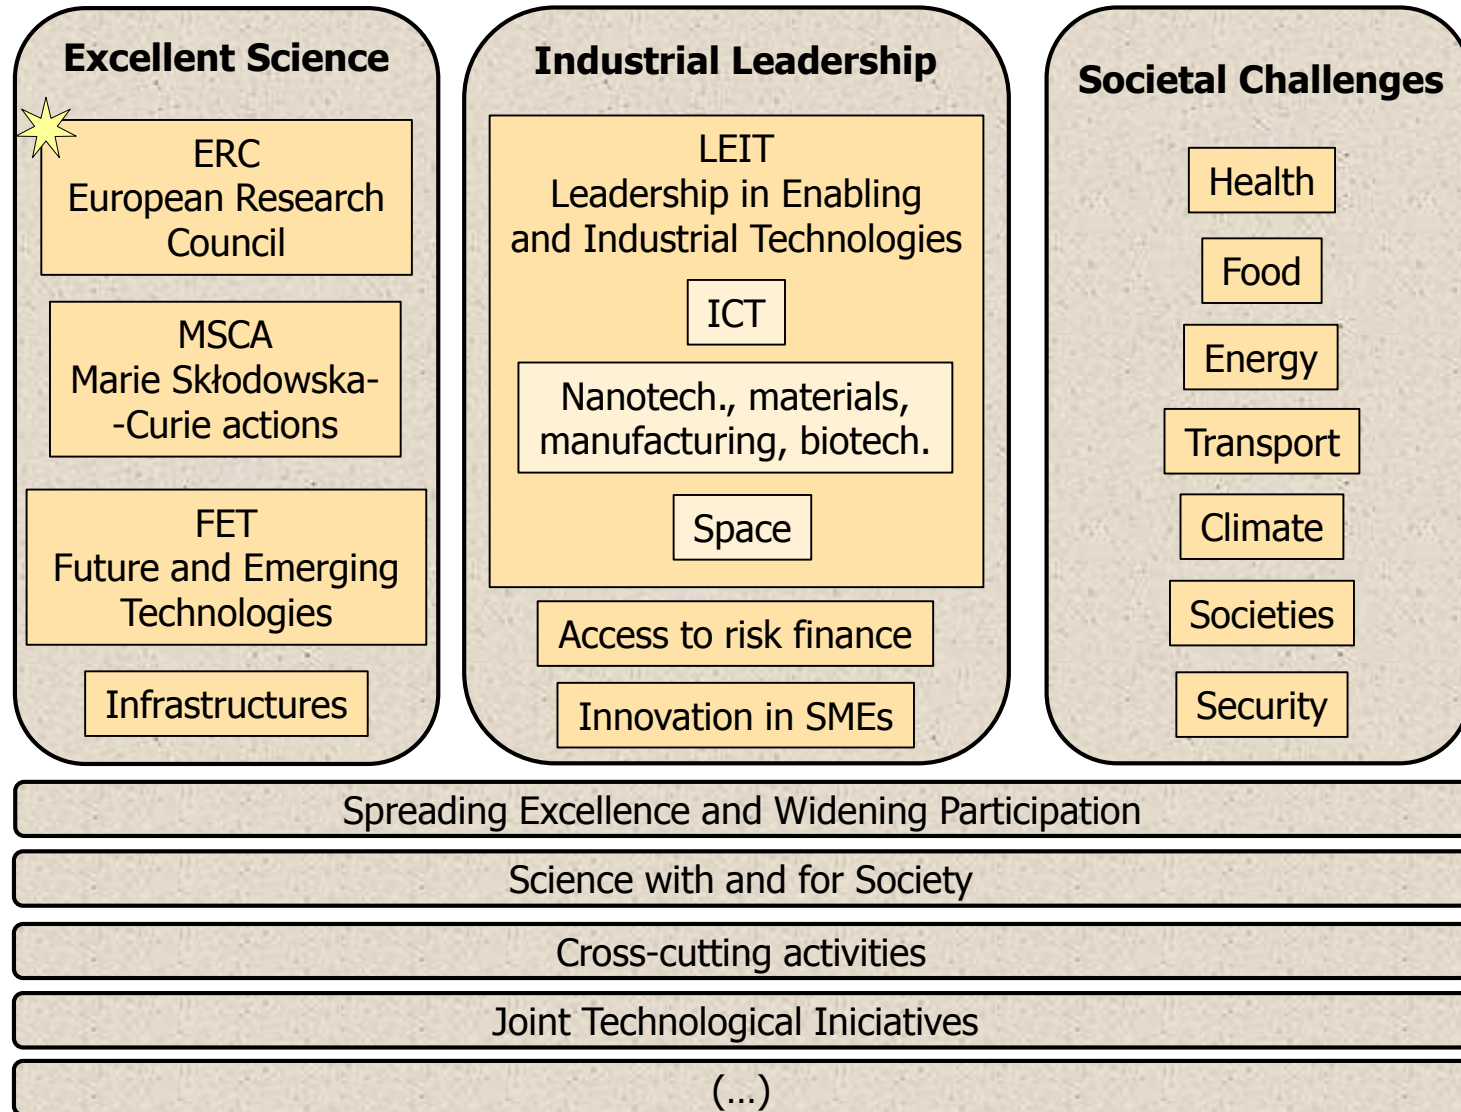 Excellent Science
ERC
European Research
Council
MSCA
Marie Skłodowska-
-Curie actions
FET
Future and Emerging
Technologies
Infrastructures
Industrial Leadership
LEIT
Leadership in Enabling
and Industrial Technologies
ICT
Nanotech., materials,
manufacturing, biotech.
Space
Access to risk finance
Innovation in SMEs
Societal Challenges
Health
Food
Energy
Transport
Climate
Societies
Security
Spreading Excellence and Widening Participation
Science with and for Society
Cross-cutting activities
Joint Technological Iniciatives
(...)